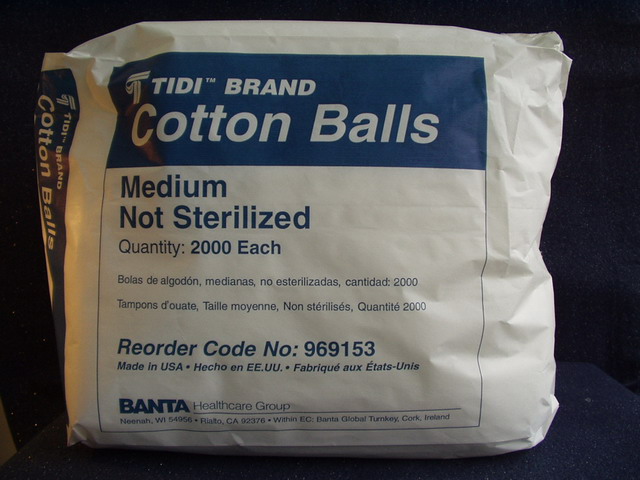 TIDI™ BRAND
Cotton Balls
TIDI™ BRAND
Cotton Balls
Medium
Not Sterilized
Quantity: 2000 Each
Bolas de algodón, medianas, no esterilizadas, cantidad: 2000
Tampons d'ouate, Taille moyenne, Non stérilisés, Quantité 2000
Reorder Code No: 969153
Made in USA • Hecho en EE.UU. • Fabriqué aux États-Unis
BANTA Healthcare Group
Neenah, WI 54956 • Rialto, CA 92376 • Within EC: Banta Global Turnkey, Cork, Ireland